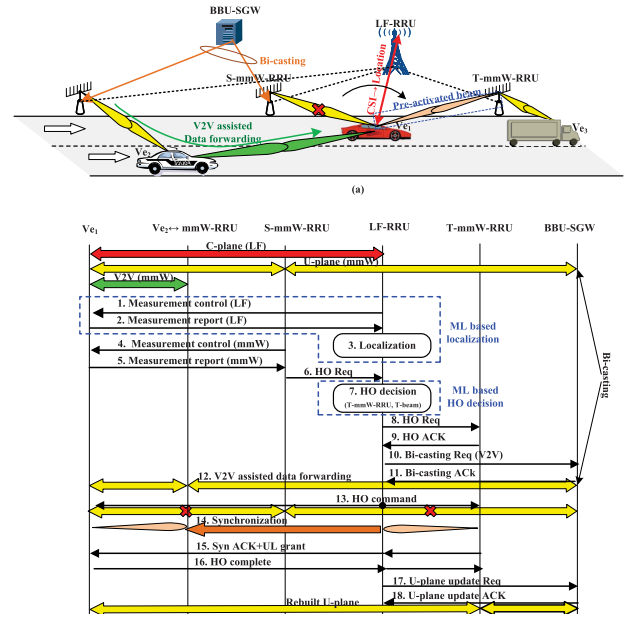 BBU-SGW
LF-RRU
Bi-casting
S-mmW-RRU
T-mmW-RRU
CSI→Location
Pre-activated beam
V2V assisted
Data forwarding
Ve1
Ve2
Ve3
(a)
Ve1 Ve2↔ mmW-RRU S-mmW-RRU LF-RRU T-mmW-RRU BBU-SGW
C-plane (LF)
U-plane (mmW)
V2V (mmW)
1. Measurement control (LF)
2. Measurement report (LF)
ML based
localization
3. Localization
4. Measurement control (mmW)
5. Measurement report (mmW)
6. HO Req
Bi-casting
7. HO decision
(T-mmW-RRU, T-beam)
ML based
HO decision
8. HO Req
9. HO ACK
10. Bi-casting Req (V2V)
11. Bi-casting ACk
12. V2V assisted data forwarding
13. HO command
14. Synchronization
15. Syn ACK+UL grant
16. HO complete
17. U-plane update Req
18. U-plane update ACK
Rebuilt U-plane